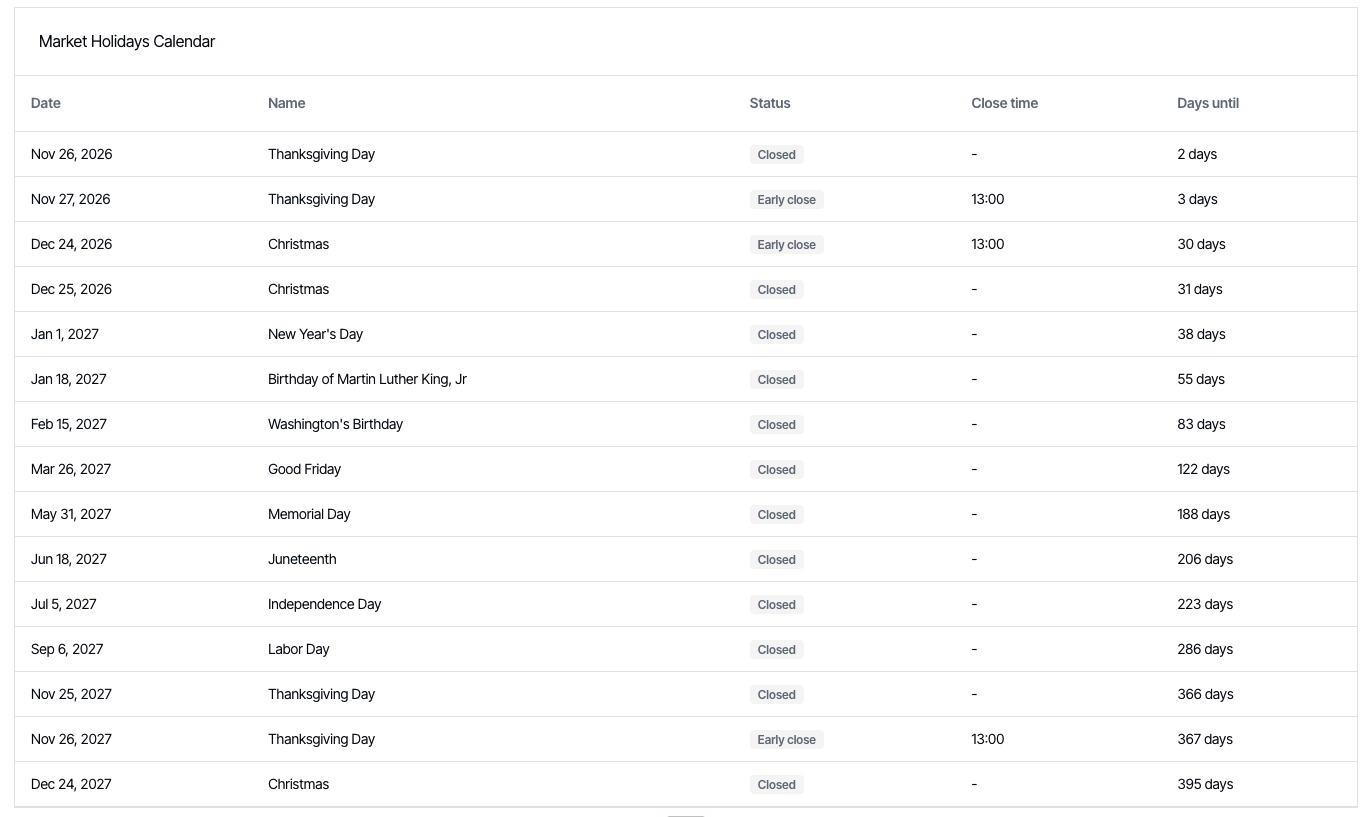 Market Holidays Calendar
Date Name Status Close time Days until
Nov 26, 2026 Thanksgiving Day Closed - 2 days
Nov 27, 2026 Thanksgiving Day Early close 13:00 3 days
Dec 24, 2026 Christmas Early close 13:00 30 days
Dec 25, 2026 Christmas Closed - 31 days
Jan 1, 2027 New Year's Day Closed - 38 days
Jan 18, 2027 Birthday of Martin Luther King, Jr Closed - 55 days
Feb 15, 2027 Washington's Birthday Closed - 83 days
Mar 26, 2027 Good Friday Closed - 122 days
May 31, 2027 Memorial Day Closed - 188 days
Jun 18, 2027 Juneteenth Closed - 206 days
Jul 5, 2027 Independence Day Closed - 223 days
Sep 6, 2027 Labor Day Closed - 286 days
Nov 25, 2027 Thanksgiving Day Closed - 366 days
Nov 26, 2027 Thanksgiving Day Early close 13:00 367 days
Dec 24, 2027 Christmas Closed - 395 days